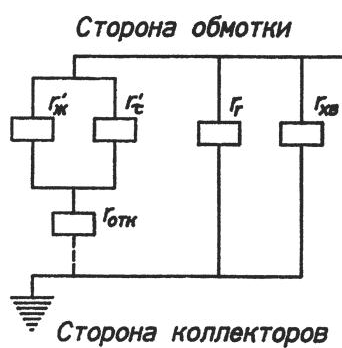 Сторона обмотки
r'ж
r'с
rг
rхв
rотк
Сторона коллекторов